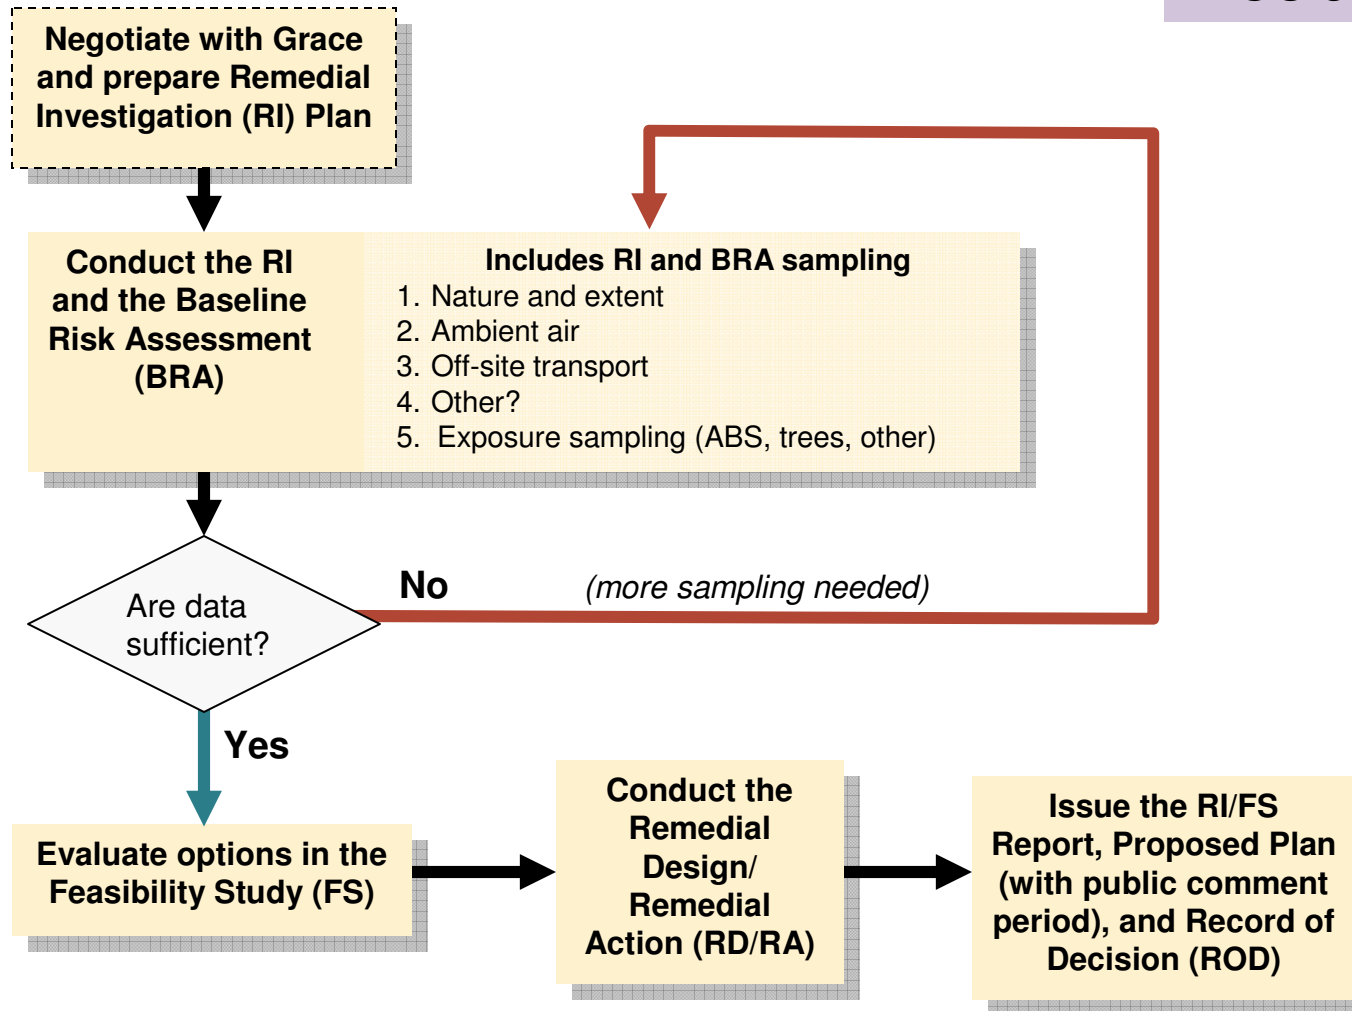 Negotiate with Grace
and prepare Remedial
Investigation (RI) Plan
Conduct the RI
and the Baseline
Risk Assessment
(BRA)
Includes RI and BRA sampling
1. Nature and extent
2. Ambient air
3. Off-site transport
4. Other?
5. Exposure sampling (ABS, trees, other)
Are data
sufficient?
No (more sampling needed)
Yes
Evaluate options in the
Feasibility Study (FS)
Conduct the
Remedial
Design/
Remedial
Action (RD/RA)
Issue the RI/FS
Report, Proposed Plan
(with public comment
period), and Record of
Decision (ROD)